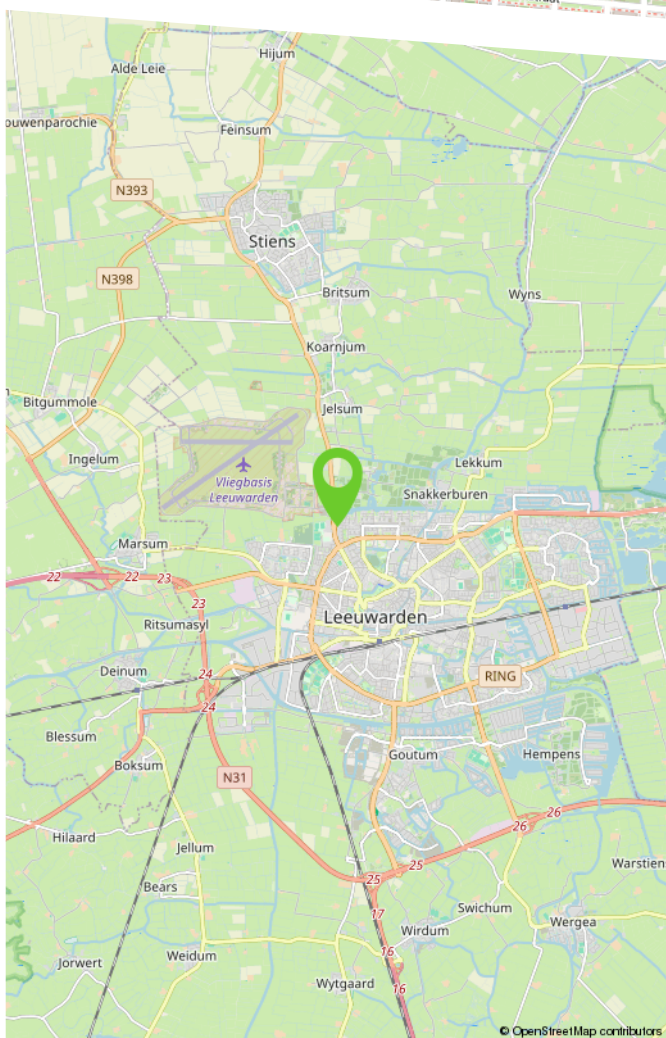 Hijum
Alde Leie
ouwenparochie
Feinsum
N393
Stiens
N398
Britsum
Wyns
Koarnjum
Bitgummole
Jelsum
Ingelum
Lekkum
Vliegbasis
Leeuwarden
Snakkerburen
Marsum
22
22
23
23
Ritsumasyl
Leeuwarden
Deinum
24
RING
24
Blessum
Goutum
Hempens
Boksum
N31
26
26
Hilaard
Jellum
Warstiens
25
25
Bears
17
Swichum
Wergea
Wirdum
16
Weidum
Jorwert
Wytgaard
16
© OpenStreetMap contributors